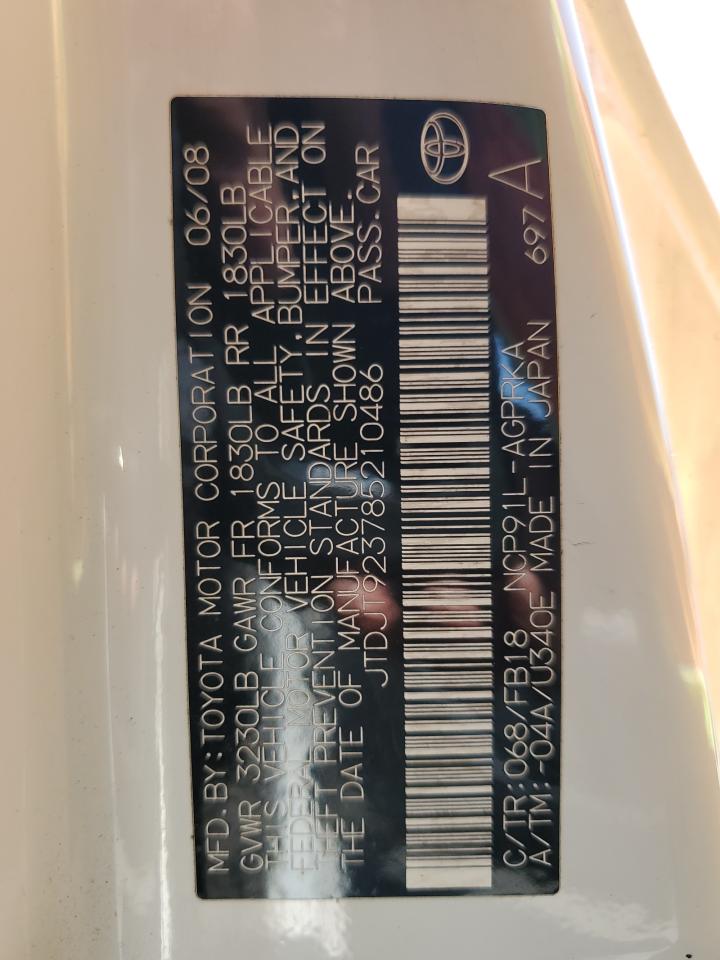 MFD. BY: TOYOTA MOTOR CORPORATION 06/08
GVWR 3230LB GAWR FR 1830LB RR 1830LB
THIS VEHICLE CONFORMS TO ALL APPLICABLE
FEDERAL MOTOR VEHICLE SAFETY, BUMPER, AND
THEFT PREVENTION STANDARDS IN EFFECT ON
THE DATE OF MANUFACTURE SHOWN ABOVE.
JTDJT923785210486 PASS. CAR
C/TR: 068/FB18 NCP91L-AGPRKA 697 A
A/TM: -04A/U340E MADE IN JAPAN